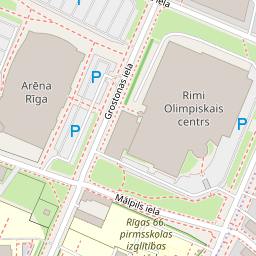 P
Grostonas iela
P
Arēna
Rīga
Rimi
Olimpiskais
centrs
P
P
Mālpils iela
Rīgas 66.
pirmsskolas
izglītības